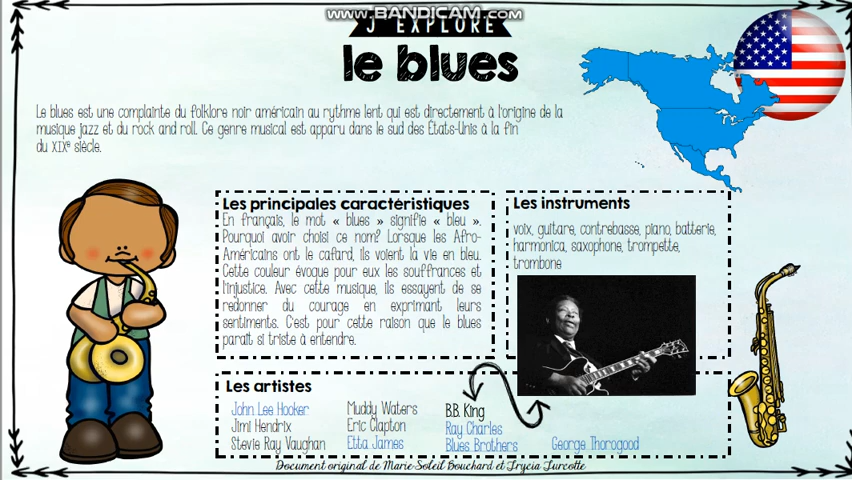 www.BANDICAM.com
J'EXPLORE
le blues
Le blues est une complainte du folklore noir américain au rythme lent qui est directement à l'origine de la
musique jazz et du rock and roll. Ce genre musical est apparu dans le sud des États-Unis à la fin
du XIXe siècle.
Les principales caractéristiques
En français, le mot « blues » signifie « bleu ».
Pourquoi avoir choisi ce nom? Lorsque les Afro-
Américains ont le cafard, ils voient la vie en bleu.
Cette couleur évoque pour eux les souffrances et
l'injustice. Avec cette musique, ils essayent de se
redonner du courage en exprimant leurs
sentiments. C'est pour cette raison que le blues
paraît si triste à entendre.
Les instruments
voix, guitare, contrebasse, piano, batterie,
harmonica, saxophone, trompette,
trombone
Les artistes
John Lee Hooker
Jimi Hendrix
Stevie Ray Vaughan
Muddy Waters
Eric Clapton
Etta James
B.B. King
Ray Charles
Blues Brothers
George Thorogood
Document original de Marie-Soleil Bouchard et Trycia Turcotte